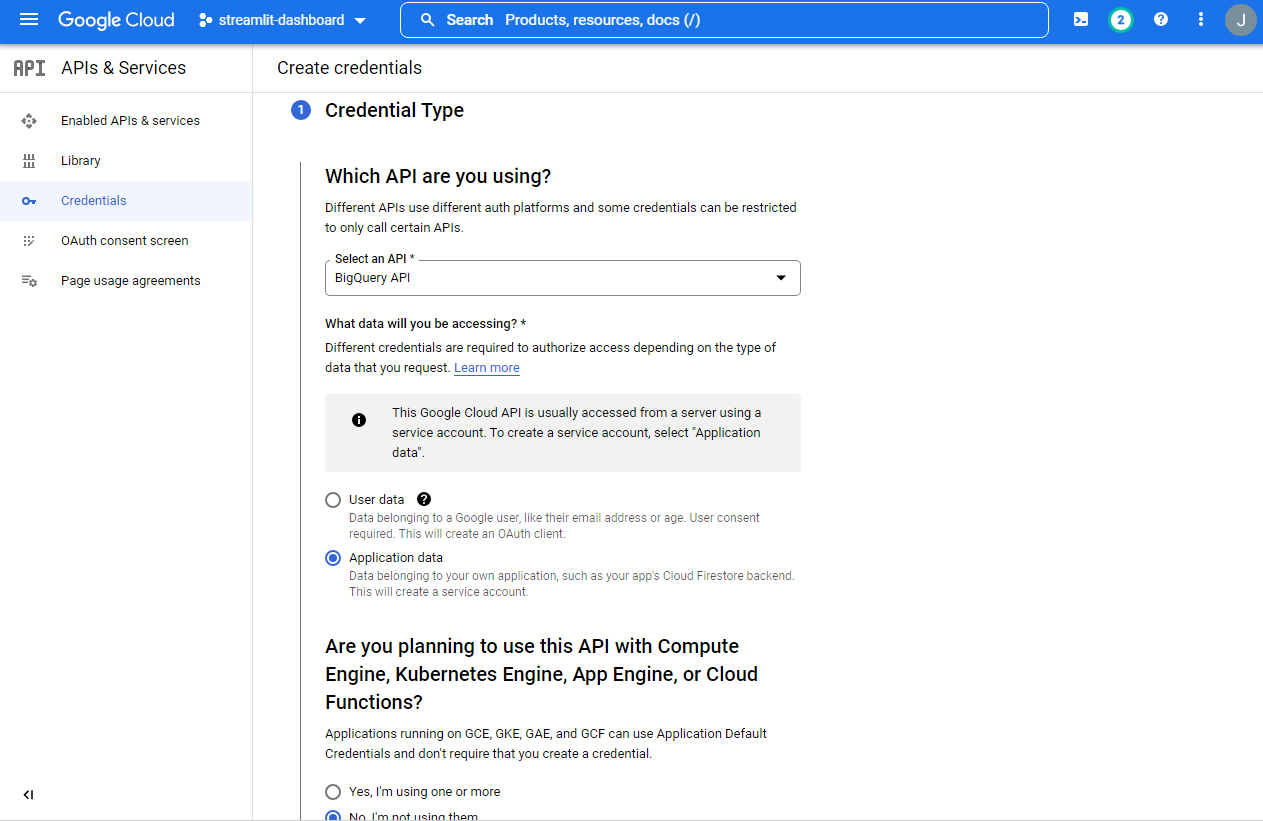 Google Cloud
streamlit-dashboard
Search Products, resources, docs (/)
2
J
API APIs & Services
Create credentials
Enabled APIs & services
Library
Credentials
OAuth consent screen
Page usage agreements
1 Credential Type
Which API are you using?
Different APIs use different auth platforms and some credentials can be restricted
to only call certain APIs.
Select an API *
BigQuery API
What data will you be accessing? *
Different credentials are required to authorize access depending on the type of
data that you request. Learn more
This Google Cloud API is usually accessed from a server using a
service account. To create a service account, select "Application
data".
User data
Data belonging to a Google user, like their email address or age. User consent
required. This will create an OAuth client.
Application data
Data belonging to your own application, such as your app's Cloud Firestore backend.
This will create a service account.
Are you planning to use this API with Compute
Engine, Kubernetes Engine, App Engine, or Cloud
Functions?
Applications running on GCE, GKE, GAE, and GCF can use Application Default
Credentials and don't require that you create a credential.
Yes, I'm using one or more
No, I'm not using them